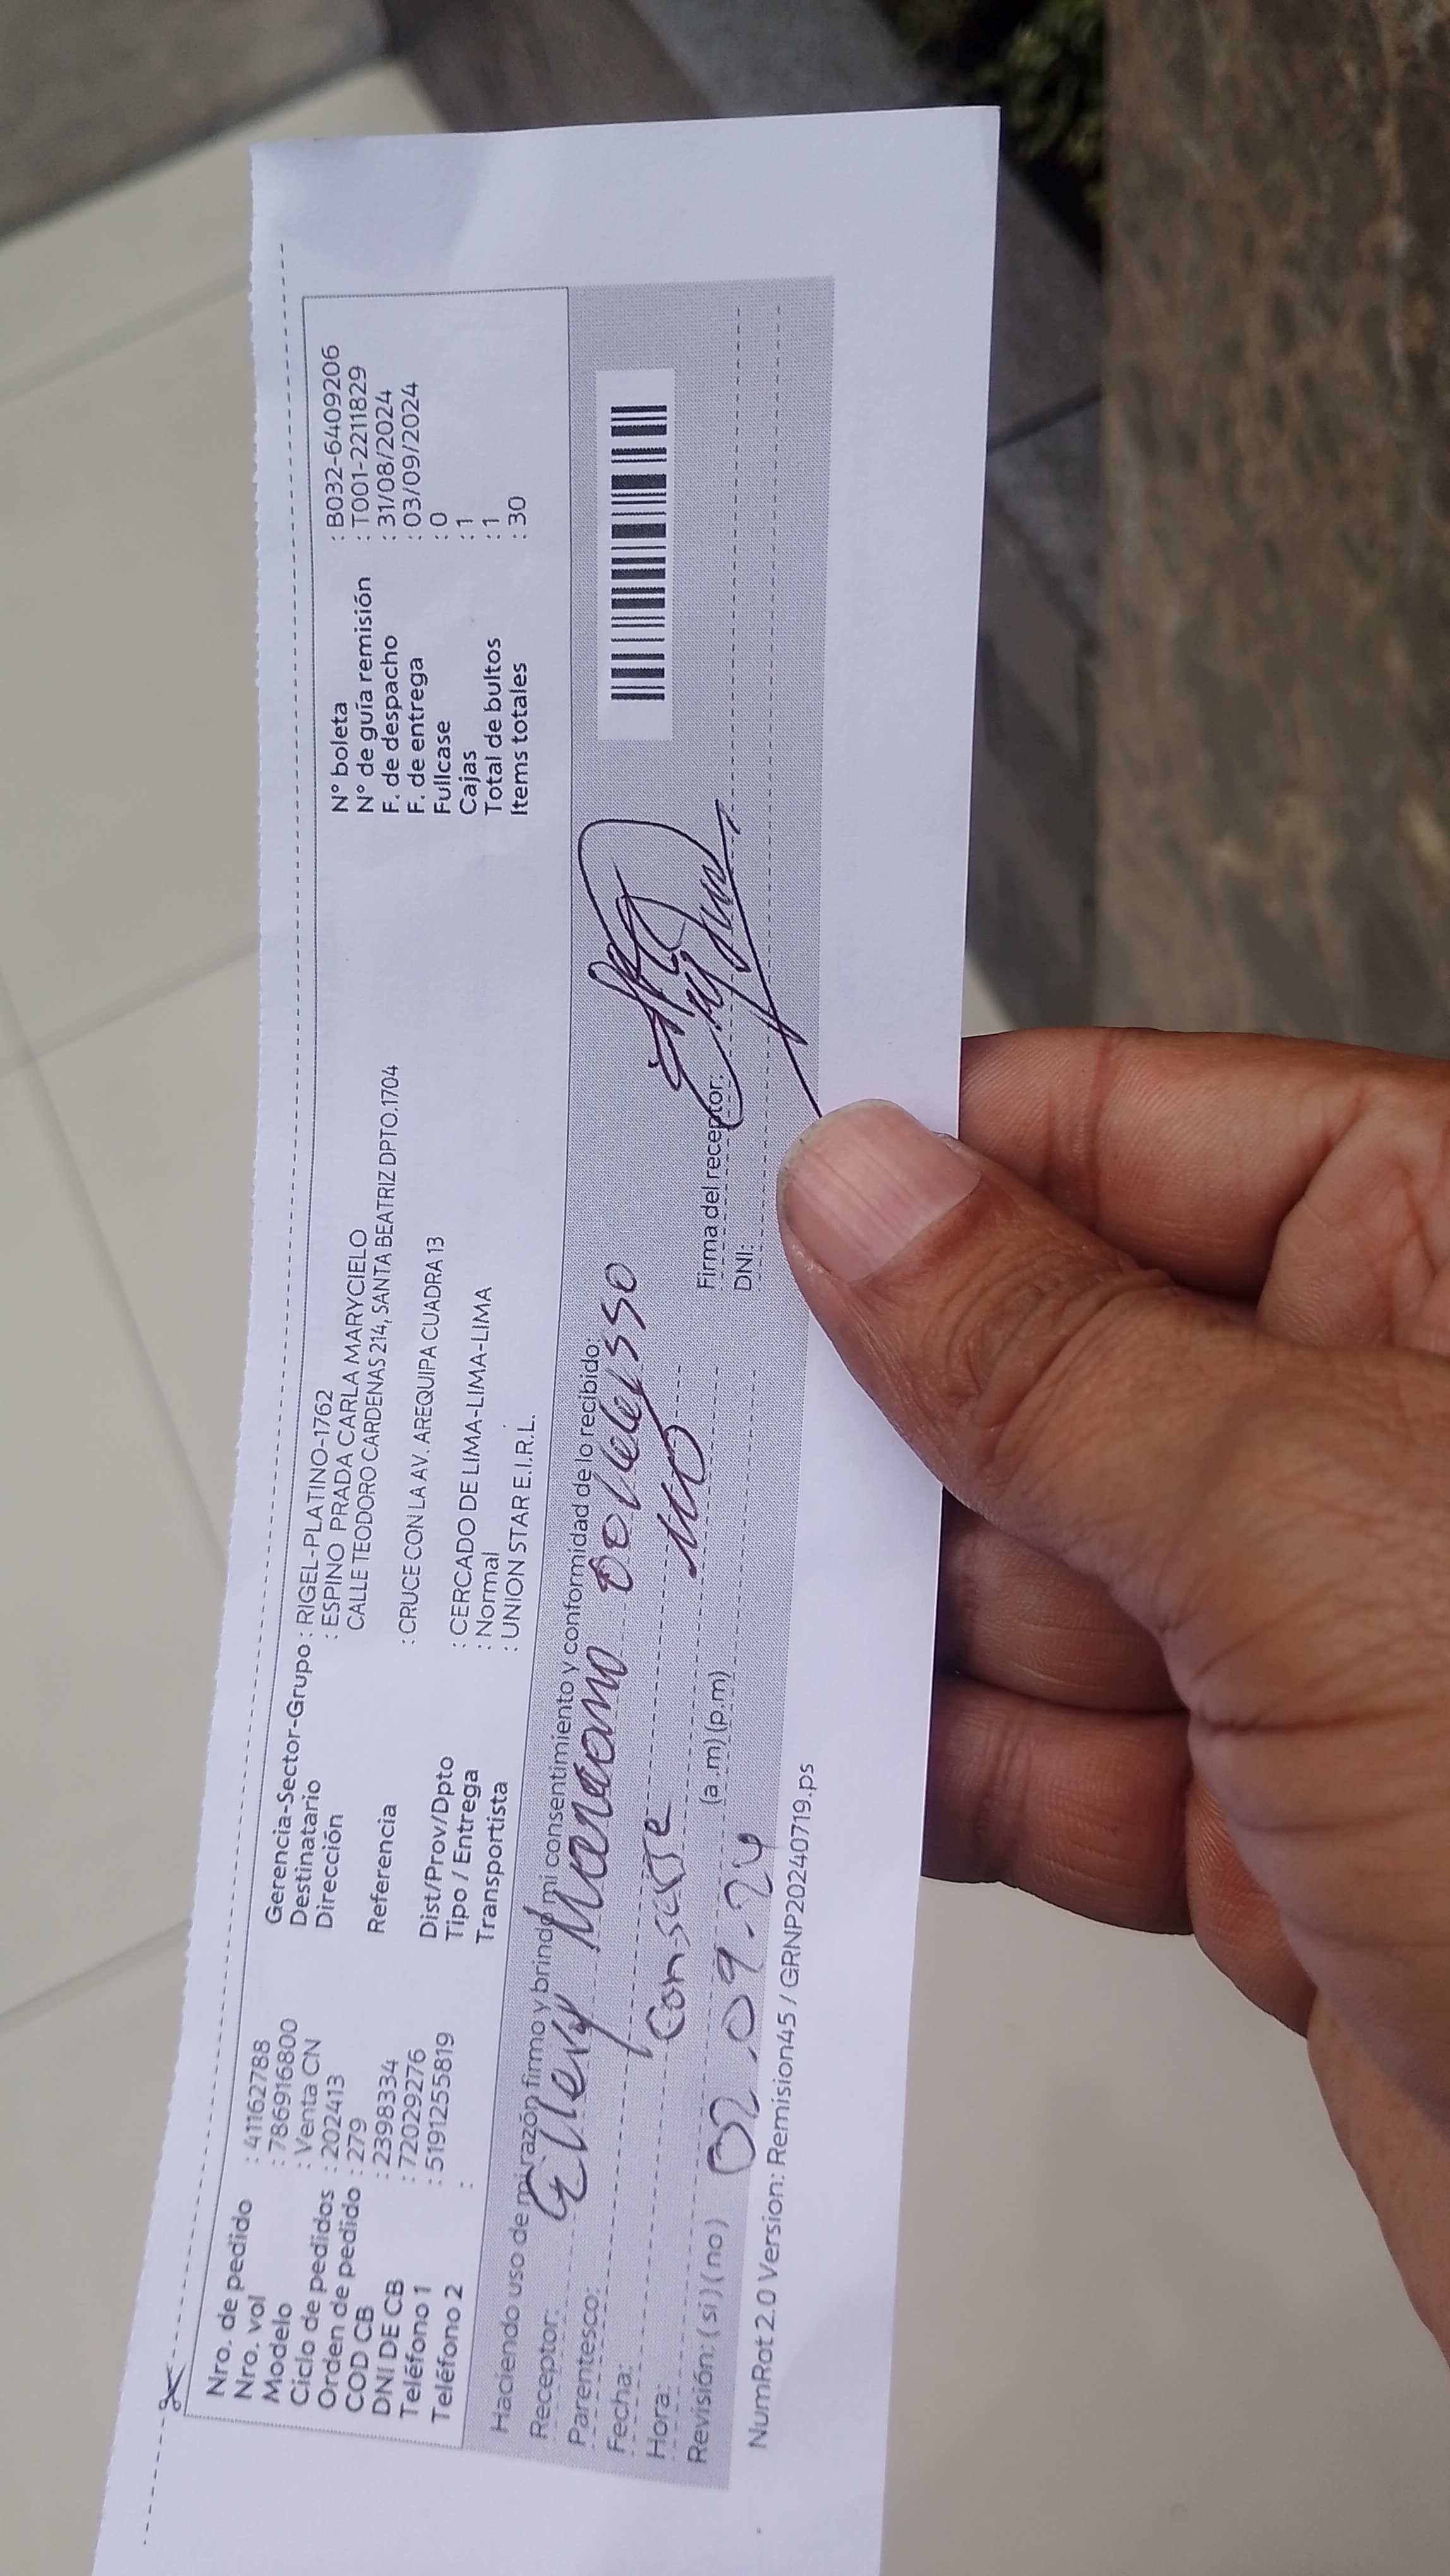 Nro. de pedido : 41162788
Nro. vol : 786916800
Modelo : Venta CN
Ciclo de pedidos : 202413
Orden de pedido : 279
COD CB : 2398334
DNI DE CB : 72029276
Teléfono 1 : 5191255819
Teléfono 2 :
Gerencia-Sector-Grupo : RIGEL-PLATINO-1762
Destinatario : ESPINO PRADA CARLA MARYCIELO
Dirección CALLE TEODORO CARDENAS 214, SANTA BEATRIZ DPTO.1704
Referencia : CRUCE CON LA AV. AREQUIPA CUADRA 13
Dist/Prov/Dpto : CERCADO DE LIMA-LIMA-LIMA
Tipo / Entrega : Normal
Transportista : UNION STAR E.I.R.L.
N° boleta : B032-6409206
N° de guía remisión : T001-2211829
F. de despacho : 31/08/2024
F. de entrega : 03/09/2024
Fullcase : 0
Cajas : 1
Total de bultos : 1
Items totales : 30
Haciendo uso de mi razón firmo y brindo mi consentimiento y conformidad de lo recibido:
Receptor:
Parentesco:
Fecha:
Hora: (a.m) (p.m)
Revisión: (si) (no) 02.09.24
Firma del receptor:
DNI:
NumRot 2.0 Version: Remision45 / GRNP20240719.ps